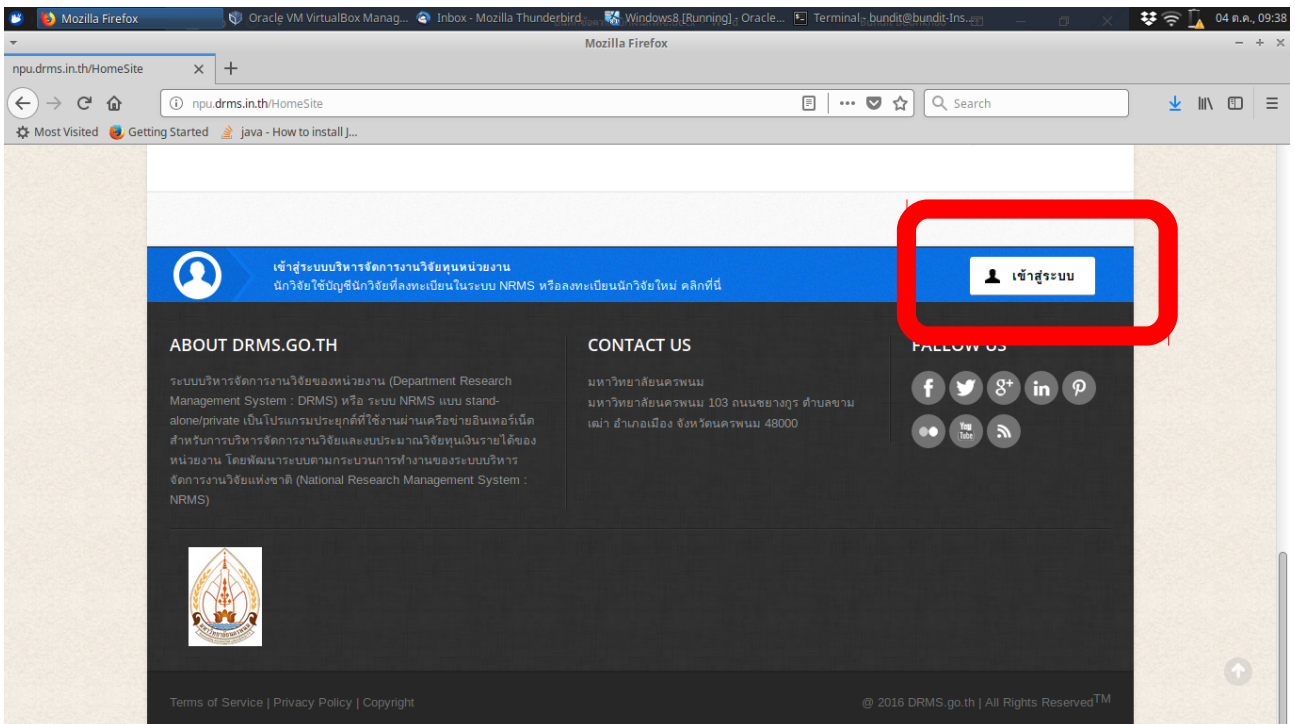 Mozilla Firefox
Oracle VM VirtualBox Manag...
Inbox - Mozilla Thunderbird
Windows8 [Running] - Oracle...
Terminal - bundit@bundit-Ins...
04 ต.ค., 09:38
Mozilla Firefox
npu.drms.in.th/HomeSite
npu.drms.in.th/HomeSite
Search
Most Visited
Getting Started
java - How to install J...
เข้าสู่ระบบบริหารจัดการงานวิจัยทุนหน่วยงาน
นักวิจัยใช้บัญชีนักวิจัยที่ลงทะเบียนในระบบ NRMS หรือลงทะเบียนนักวิจัยใหม่ คลิกที่นี่
เข้าสู่ระบบ
ABOUT DRMS.GO.TH
ระบบบริหารจัดการงานวิจัยของหน่วยงาน (Department Research
Management System : DRMS) หรือ ระบบ NRMS แบบ stand-
alone/private เป็นโปรแกรมประยุกต์ที่ใช้งานผ่านเครือข่ายอินเทอร์เน็ต
สำหรับการบริหารจัดการงานวิจัยและงบประมาณวิจัยทุนเงินรายได้ของ
หน่วยงาน โดยพัฒนาระบบตามกระบวนการทำงานของระบบบริหาร
จัดการงานวิจัยแห่งชาติ (National Research Management System :
NRMS)
CONTACT US
มหาวิทยาลัยนครพนม
มหาวิทยาลัยนครพนม 103 ถนนชยางกูร ตำบลขาม
เฒ่า อำเภอเมือง จังหวัดนครพนม 48000
FALLOW US
You
Tube
Terms of Service | Privacy Policy | Copyright
@ 2016 DRMS.go.th | All Rights Reserved™